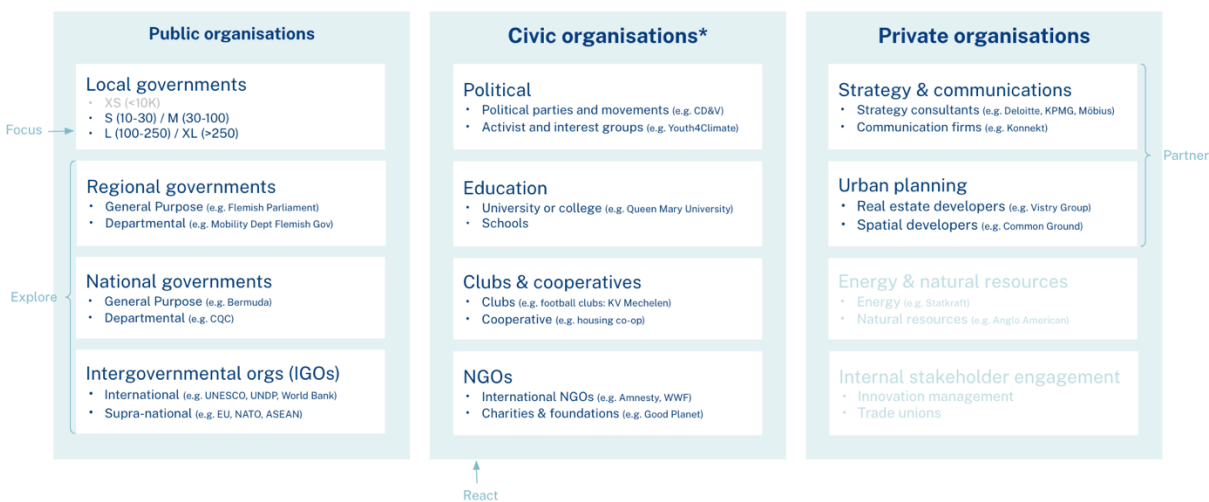 Public organisations
Local governments
• XS (<10K)
• S (10-30) / M (30-100)
• L (100-250) / XL (>250)
Focus
Regional governments
• General Purpose (e.g. Flemish Parliament)
• Departmental (e.g. Mobility Dept Flemish Gov)
National governments
• General Purpose (e.g. Bermuda)
• Departmental (e.g. CQC)
Explore
Intergovernmental orgs (IGOs)
• International (e.g. UNESCO, UNDP, World Bank)
• Supra-national (e.g. EU, NATO, ASEAN)
Civic organisations*
Political
• Political parties and movements (e.g. CD&V)
• Activist and interest groups (e.g. Youth4Climate)
Education
• University or college (e.g. Queen Mary University)
• Schools
Clubs & cooperatives
• Clubs (e.g. football clubs: KV Mechelen)
• Cooperative (e.g. housing co-op)
NGOs
• International NGOs (e.g. Amnesty, WWF)
• Charities & foundations (e.g. Good Planet)
React
Private organisations
Strategy & communications
• Strategy consultants (e.g. Deloitte, KPMG, Möbius)
• Communication firms (e.g. Konnekt)
Partner
Urban planning
• Real estate developers (e.g. Vistry Group)
• Spatial developers (e.g. Common Ground)
Energy & natural resources
• Energy (e.g. Statkraft)
• Natural resources (e.g. Anglo American)
Internal stakeholder engagement
• Innovation management
• Trade unions